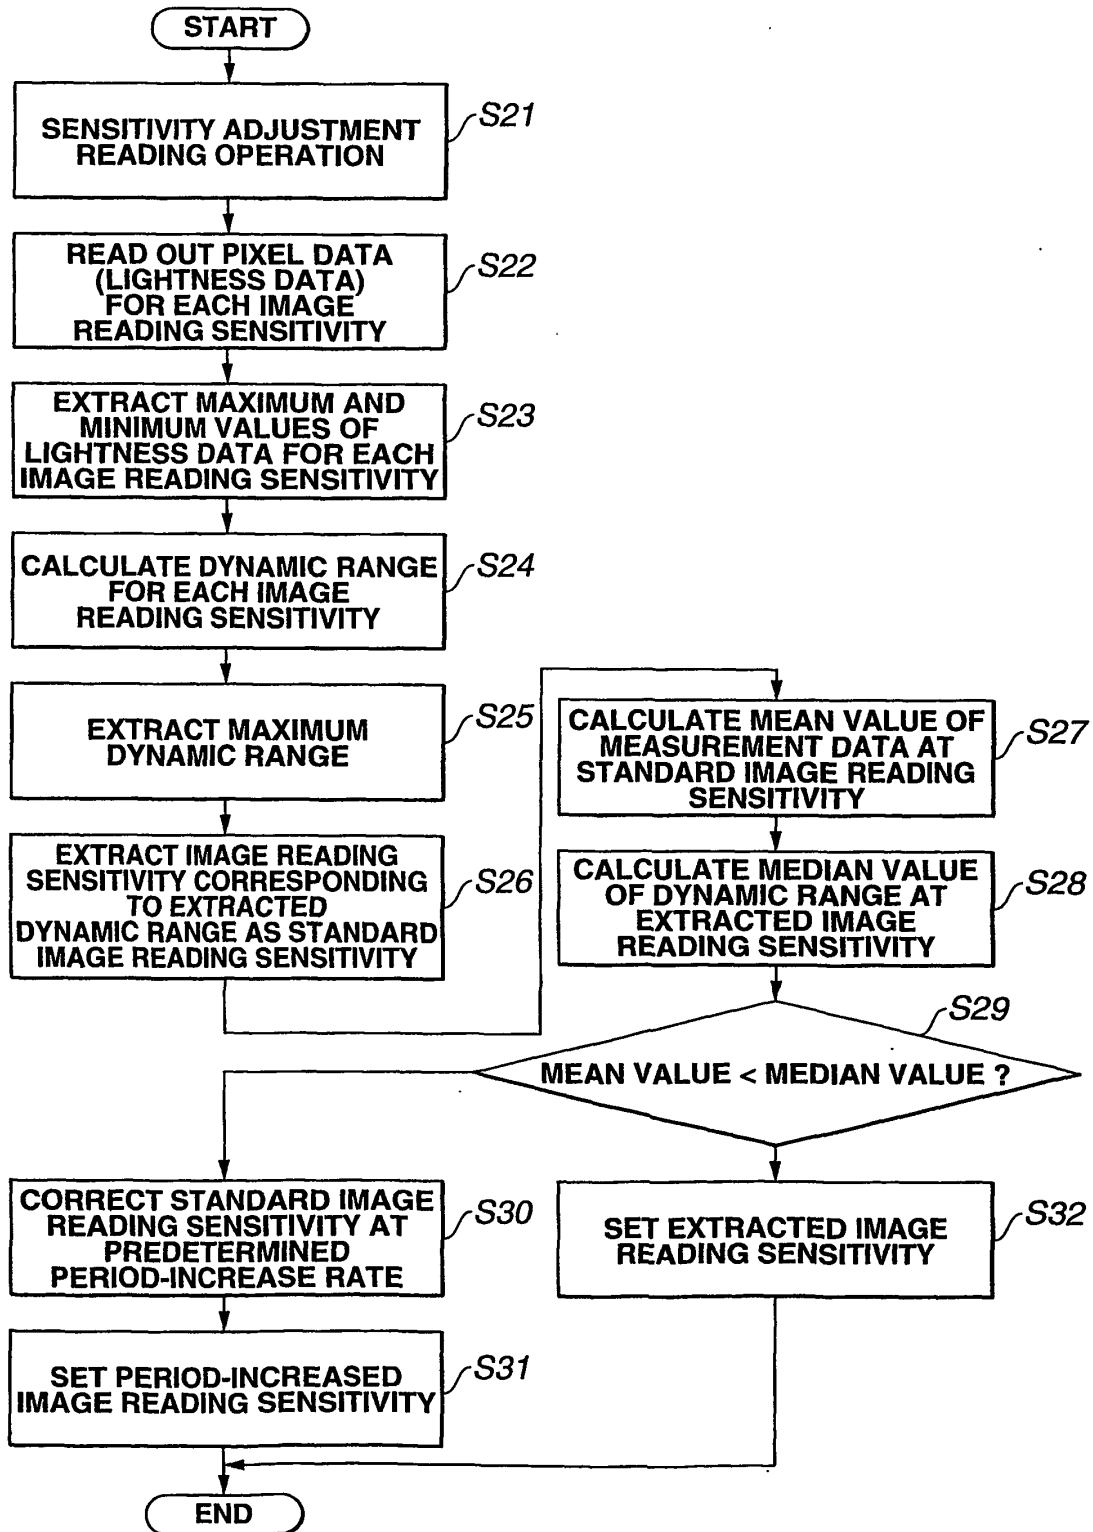 START
SENSITIVITY ADJUSTMENT
READING OPERATION
S21
READ OUT PIXEL DATA
(LIGHTNESS DATA)
FOR EACH IMAGE
READING SENSITIVITY
S22
EXTRACT MAXIMUM AND
MINIMUM VALUES OF
LIGHTNESS DATA FOR EACH
IMAGE READING SENSITIVITY
S23
CALCULATE DYNAMIC RANGE
FOR EACH IMAGE
READING SENSITIVITY
S24
EXTRACT MAXIMUM
DYNAMIC RANGE
S25
EXTRACT IMAGE READING
SENSITIVITY CORRESPONDING
TO EXTRACTED
DYNAMIC RANGE AS STANDARD
IMAGE READING SENSITIVITY
S26
CALCULATE MEAN VALUE OF
MEASUREMENT DATA AT
STANDARD IMAGE READING
SENSITIVITY
S27
CALCULATE MEDIAN VALUE
OF DYNAMIC RANGE AT
EXTRACTED IMAGE
READING SENSITIVITY
S28
S29
MEAN VALUE < MEDIAN VALUE ?
CORRECT STANDARD IMAGE
READING SENSITIVITY AT
PREDETERMINED
PERIOD-INCREASE RATE
S30
SET PERIOD-INCREASED
IMAGE READING SENSITIVITY
S31
SET EXTRACTED IMAGE
READING SENSITIVITY
S32
END